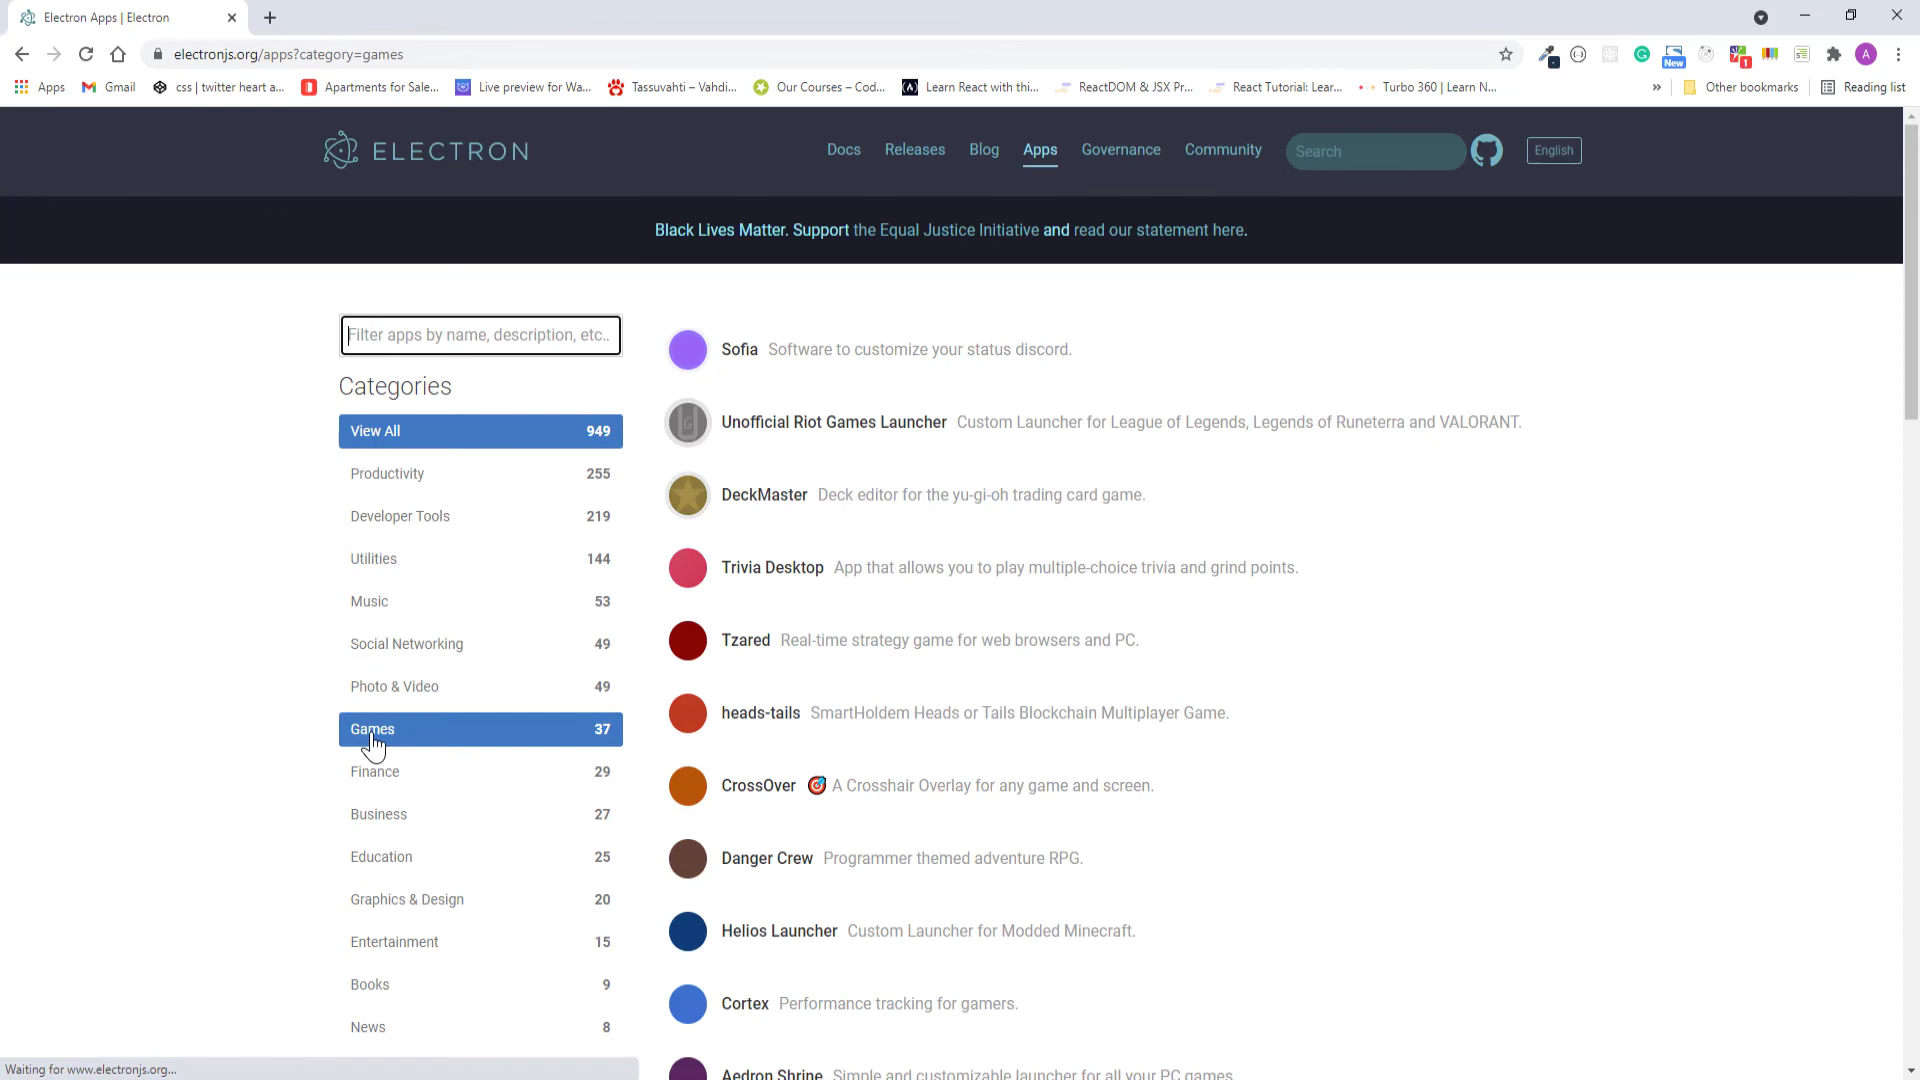 Electron Apps | Electron
electronjs.org/apps?category=games
New
1
A
Apps
Gmail
css | twitter heart a...
Apartments for Sale...
Live preview for Wa...
Tassuvahti – Vahdi...
Our Courses – Cod...
Learn React with thi...
ReactDOM & JSX Pr...
React Tutorial: Lear...
Turbo 360 | Learn N...
»
Other bookmarks
Reading list
ELECTRON
Docs
Releases
Blog
Apps
Governance
Community
Search
English
Black Lives Matter. Support the Equal Justice Initiative and read our statement here.
Filter apps by name, description, etc..
Categories
View All 949
Productivity 255
Developer Tools 219
Utilities 144
Music 53
Social Networking 49
Photo & Video 49
Games 37
Finance 29
Business 27
Education 25
Graphics & Design 20
Entertainment 15
Books 9
News 8
Sofia Software to customize your status discord.
Unofficial Riot Games Launcher Custom Launcher for League of Legends, Legends of Runeterra and VALORANT.
DeckMaster Deck editor for the yu-gi-oh trading card game.
Trivia Desktop App that allows you to play multiple-choice trivia and grind points.
Tzared Real-time strategy game for web browsers and PC.
heads-tails SmartHoldem Heads or Tails Blockchain Multiplayer Game.
CrossOver 🎯 A Crosshair Overlay for any game and screen.
Danger Crew Programmer themed adventure RPG.
Helios Launcher Custom Launcher for Modded Minecraft.
Cortex Performance tracking for gamers.
Aedron Shrine Simple and customizable launcher for all your PC games.
Waiting for www.electronjs.org...